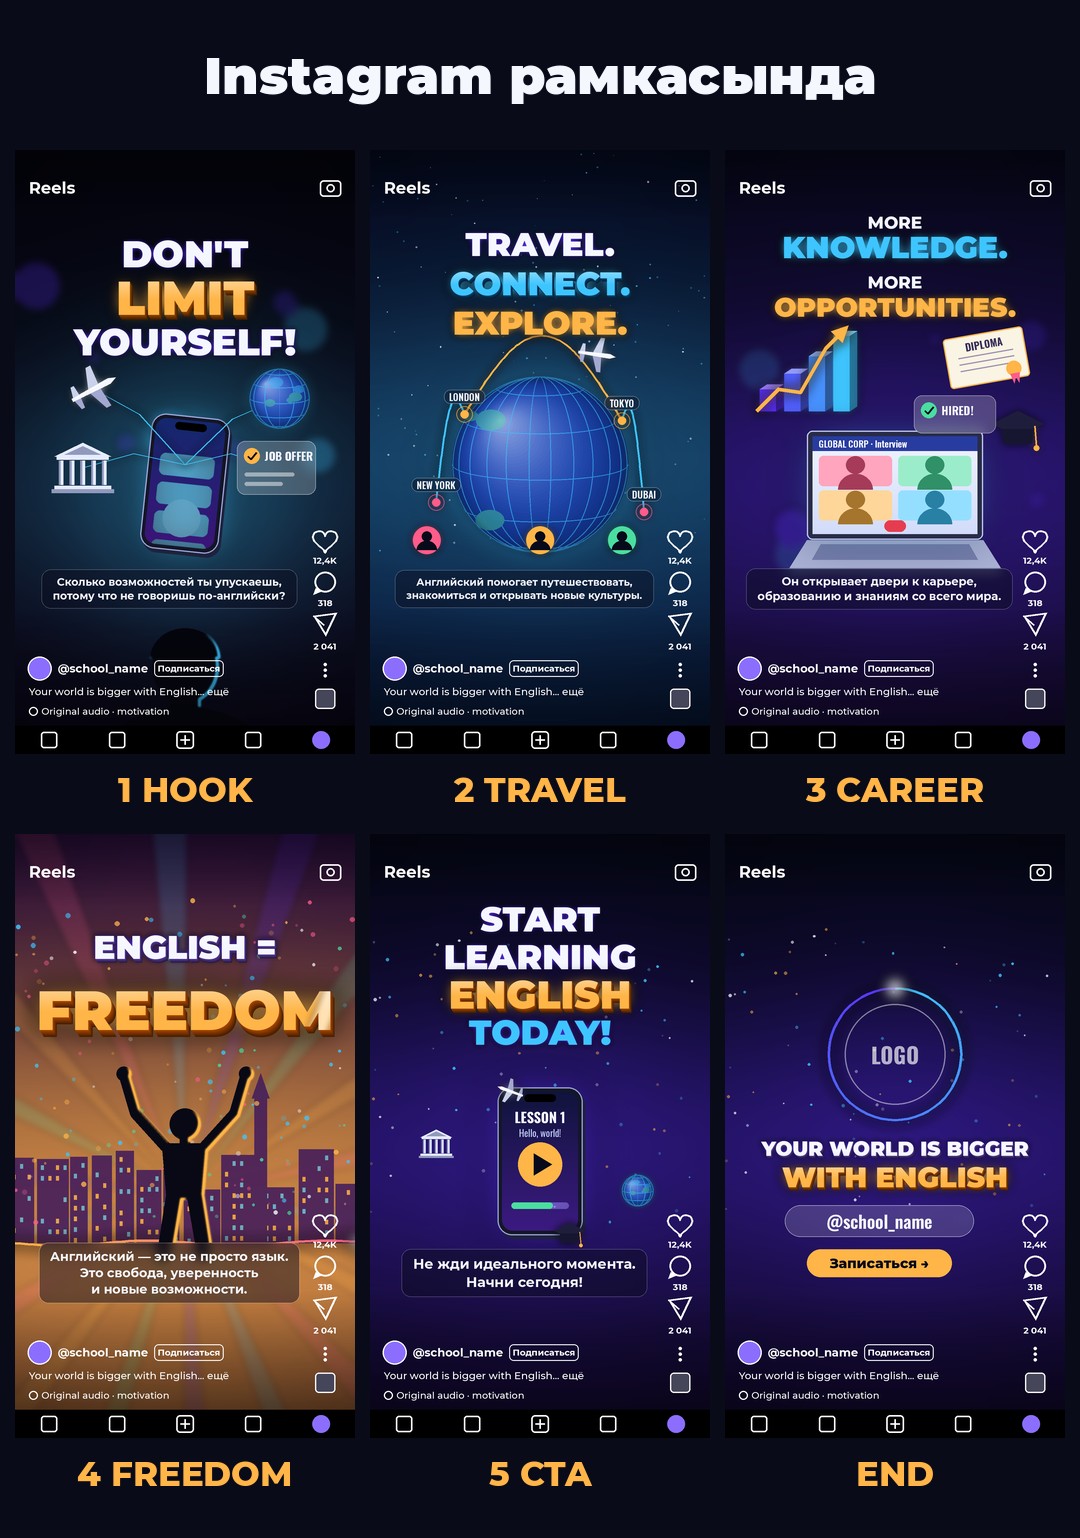 Instagram рамкасында
Reels
DON'T
LIMIT
YOURSELF!
JOB OFFER
Сколько возможностей ты упускаешь,
потому что не говоришь по-английски?
12,4K
318
2 041
@school_name
Подписаться
Your world is bigger with English... ещё
Original audio · motivation
1 HOOK
Reels
TRAVEL.
CONNECT.
EXPLORE.
LONDON
TOKYO
NEW YORK
DUBAI
Английский помогает путешествовать,
знакомиться и открывать новые культуры.
12,4K
318
2 041
@school_name
Подписаться
Your world is bigger with English... ещё
Original audio · motivation
2 TRAVEL
Reels
MORE
KNOWLEDGE.
MORE
OPPORTUNITIES.
DIPLOMA
HIRED!
GLOBAL CORP · Interview
Он открывает двери к карьере,
образованию и знаниям со всего мира.
12,4K
318
2 041
@school_name
Подписаться
Your world is bigger with English... ещё
Original audio · motivation
3 CAREER
Reels
ENGLISH =
FREEDOM
Английский — это не просто язык.
Это свобода, уверенность
и новые возможности.
12,4K
318
2 041
@school_name
Подписаться
Your world is bigger with English... ещё
Original audio · motivation
4 FREEDOM
Reels
START
LEARNING
ENGLISH
TODAY!
LESSON 1
Hello, world!
Не жди идеального момента.
Начни сегодня!
12,4K
318
2 041
@school_name
Подписаться
Your world is bigger with English... ещё
Original audio · motivation
5 CTA
Reels
LOGO
YOUR WORLD IS BIGGER
WITH ENGLISH
@school_name
Записаться →
12,4K
318
2 041
@school_name
Подписаться
Your world is bigger with English... ещё
Original audio · motivation
END